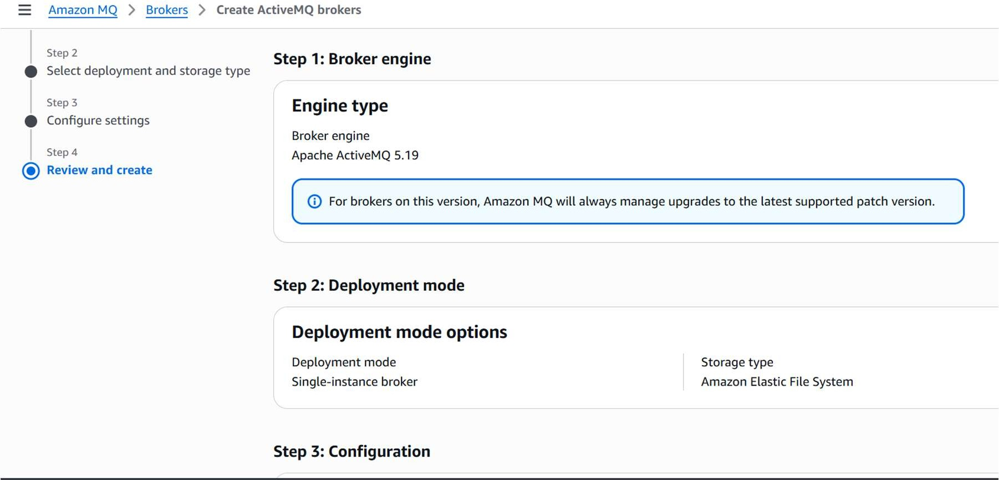 Amazon MQ > Brokers > Create ActiveMQ brokers
Step 2
Select deployment and storage type
Step 3
Configure settings
Step 4
Review and create
Step 1: Broker engine
Engine type
Broker engine
Apache ActiveMQ 5.19
For brokers on this version, Amazon MQ will always manage upgrades to the latest supported patch version.
Step 2: Deployment mode
Deployment mode options
Deployment mode
Single-instance broker
Storage type
Amazon Elastic File System
Step 3: Configuration